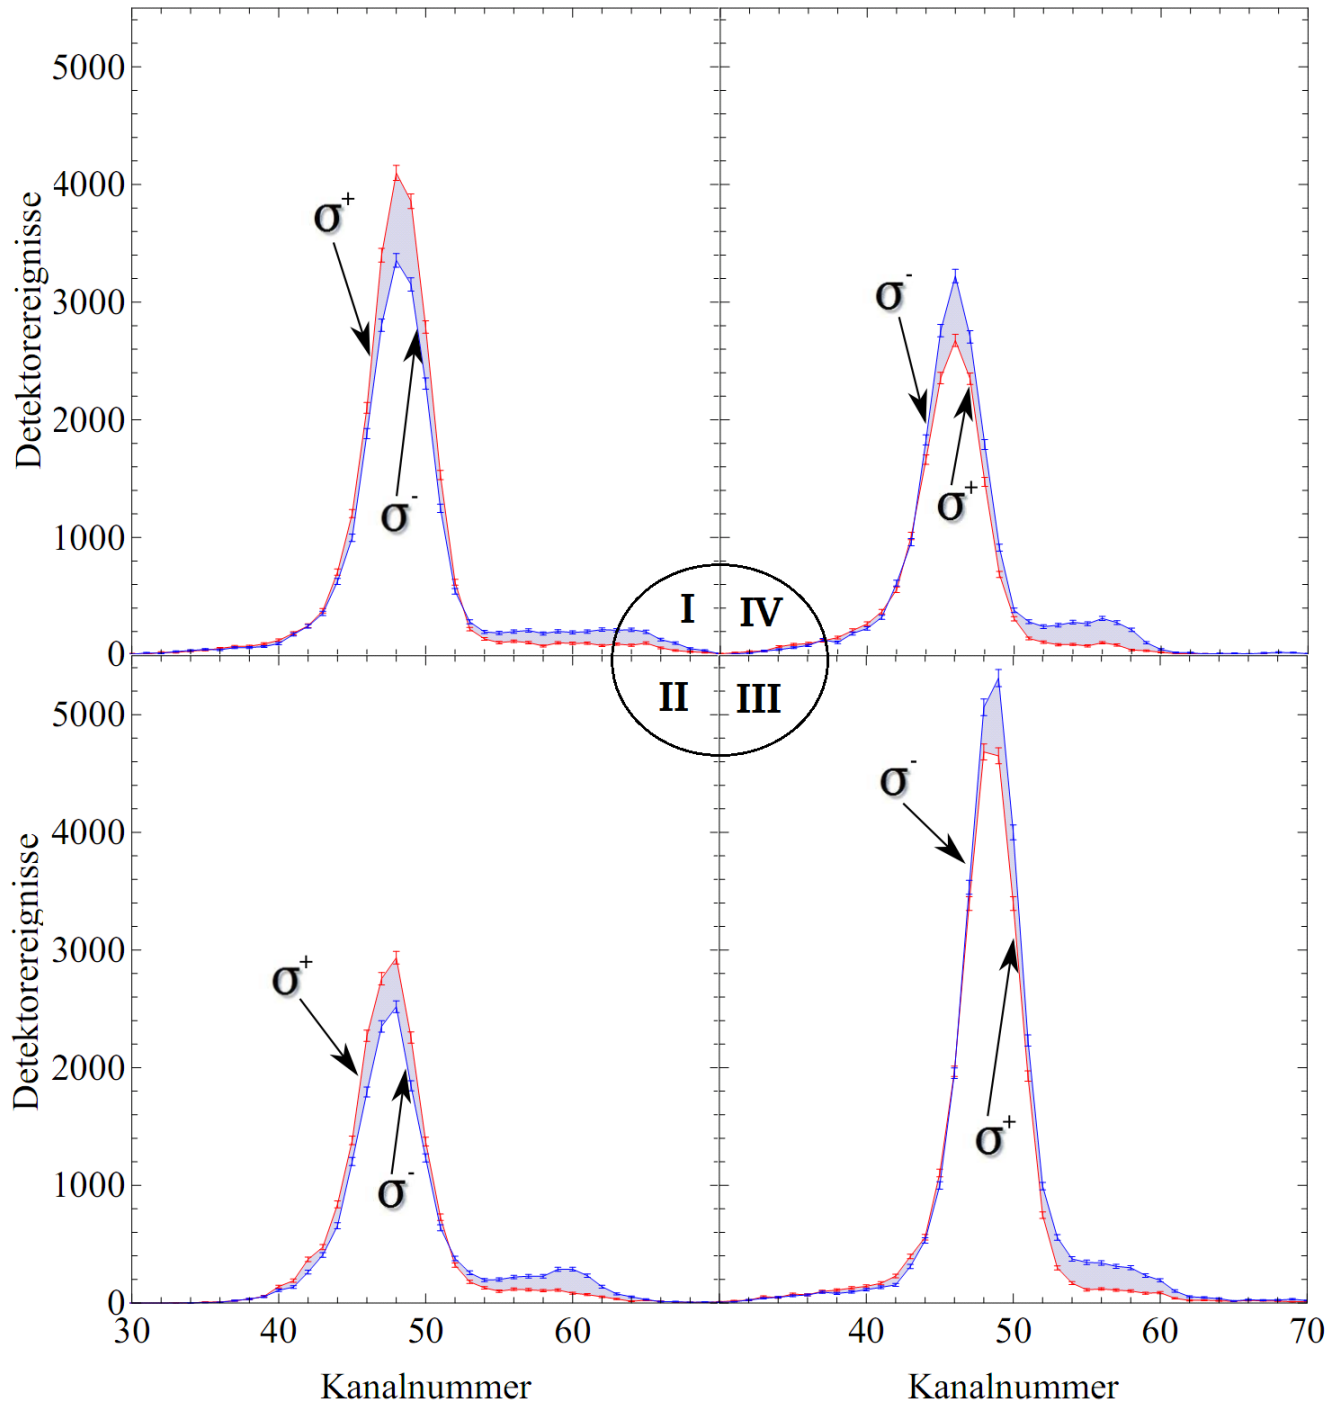 5000
4000
3000
2000
1000
0
Detektorereignisse
σ+
σ-
σ-
σ+
I
IV
II
III
5000
4000
3000
2000
1000
0
Detektorereignisse
σ+
σ-
σ-
σ+
30 40 50 60 40 50 60 70
Kanalnummer Kanalnummer